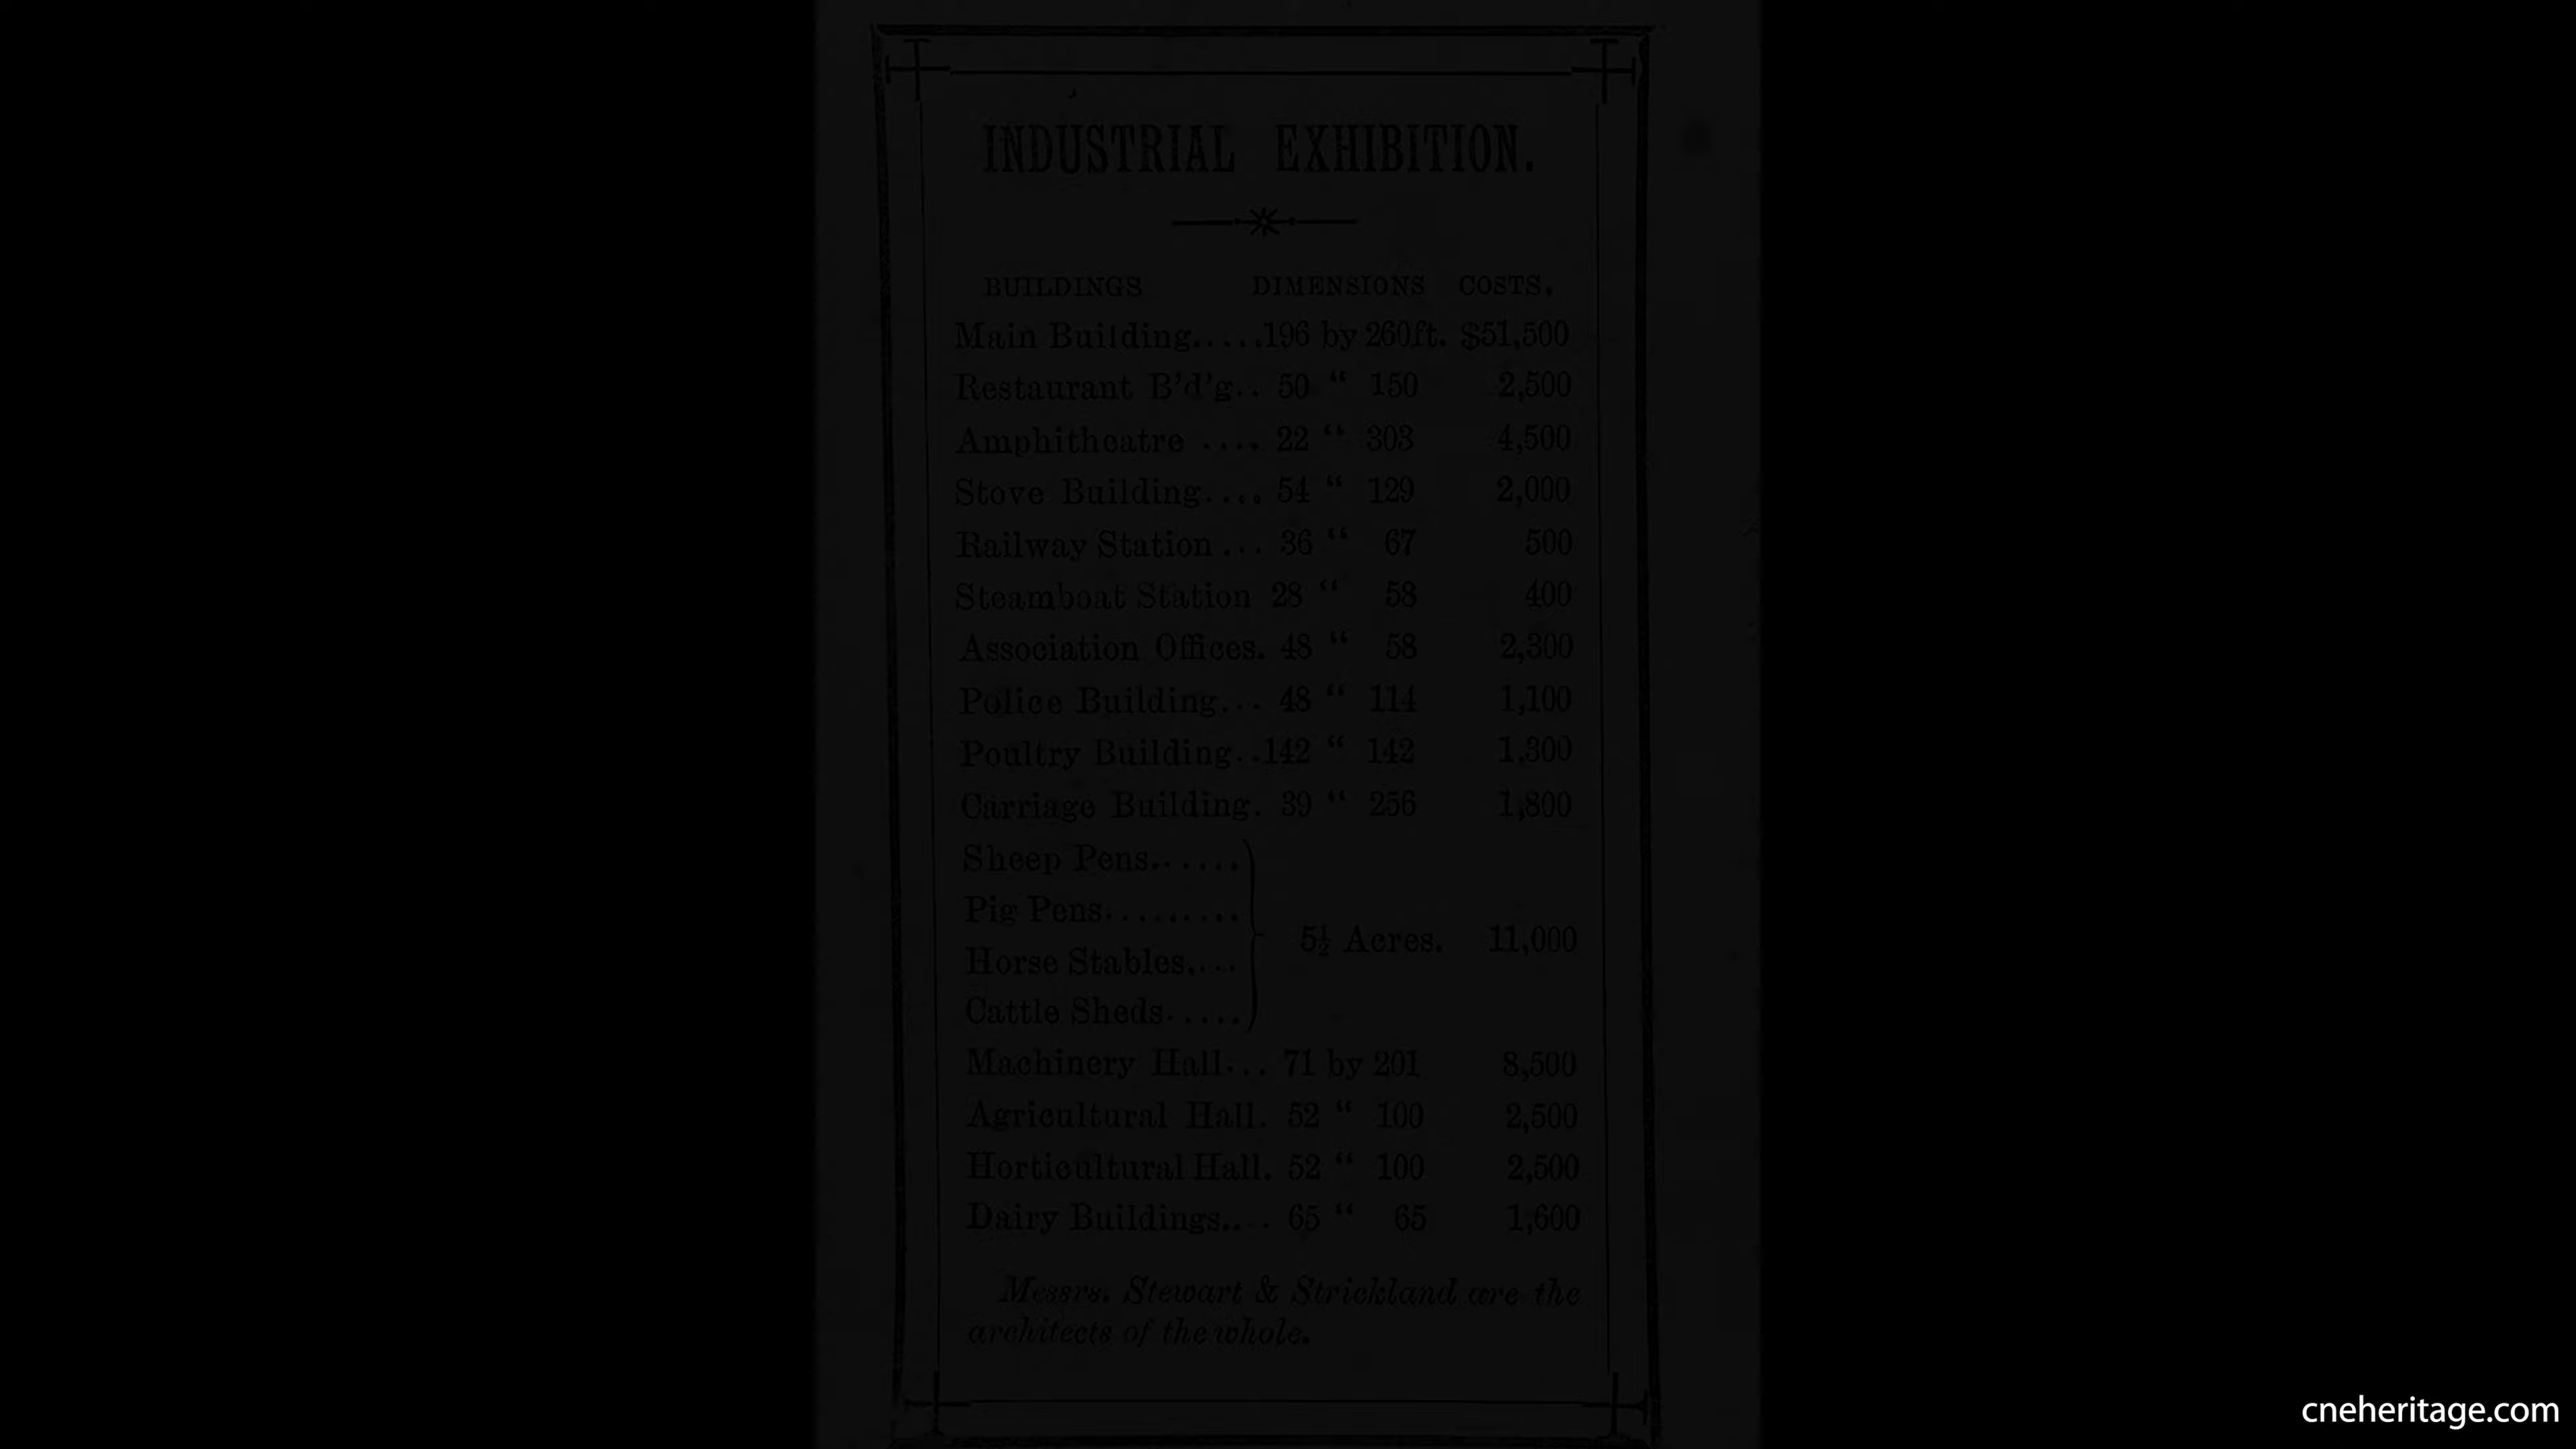 INDUSTRIAL EXHIBITION.
BUILDINGS DIMENSIONS COSTS.
Main Building.....196 by 260ft. $51,500
Restaurant B'd'g.. 50 “ 150 2,500
Amphitheatre .... 22 “ 303 4,500
Stove Building.... 54 “ 129 2,000
Railway Station ... 36 “ 67 500
Steamboat Station 28 “ 58 400
Association Offices. 48 “ 58 2,300
Police Building... 48 “ 114 1,100
Poultry Building..142 “ 142 1,300
Carriage Building. 39 “ 256 1,800
Sheep Pens......
Pig Pens.........
Horse Stables....
Cattle Sheds.....
5½ Acres. 11,000
Machinery Hall... 71 by 201 8,500
Agricultural Hall. 52 “ 100 2,500
Horticultural Hall. 52 “ 100 2,500
Dairy Buildings... 65 “ 65 1,600
Messrs. Stewart & Strickland are the
architects of the whole.
cneheritage.com